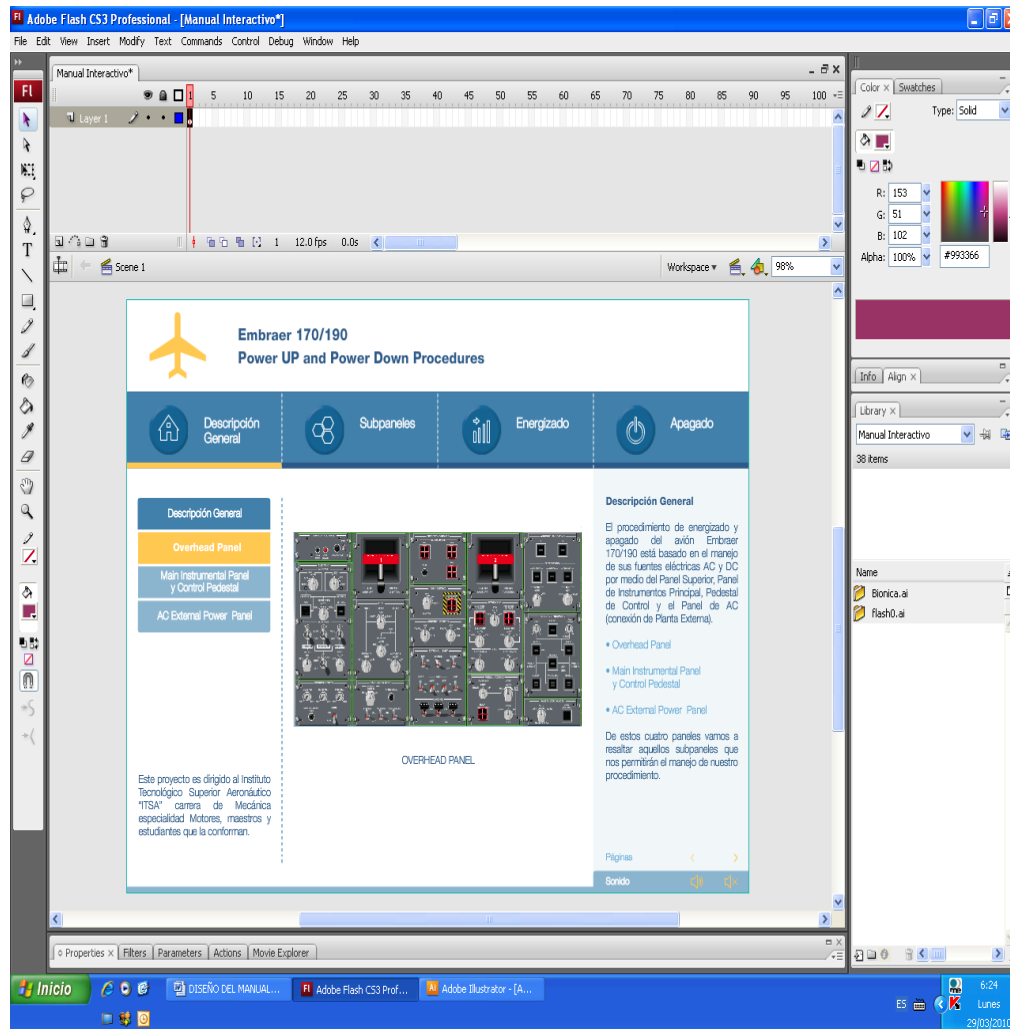 Adobe Flash CS3 Professional - [Manual Interactivo*]
File Edit View Insert Modify Text Commands Control Debug Window Help
Manual Interactivo*
1 5 10 15 20 25 30 35 40 45 50 55 60 65 70 75 80 85 90 95 100
Layer 1
1 12.0 fps 0.0s
Scene 1
Workspace
98%
Fl
T
Embraer 170/190
Power UP and Power Down Procedures
Descripción
General
Subpaneles
Energizado
Apagado
Descripción General
Overhead Panel
Main Instrumental Panel
y Control Pedestal
AC External Power Panel
Este proyecto es dirigido al Instituto
Tecnológico Superior Aeronáutico
"ITSA" carrera de Mecánica
especialidad Motores, maestros y
estudiantes que la conforman.
OVERHEAD PANEL
Descripción General
El procedimiento de energizado y
apagado del avión Embraer
170/190 está basado en el manejo
de sus fuentes eléctricas AC y DC
por medio del Panel Superior, Panel
de Instrumentos Principal, Pedestal
de Control y el Panel de AC
(conexión de Planta Externa).
• Overhead Panel
• Main Instrumental Panel
y Control Pedestal
• AC External Power Panel
De estos cuatro paneles vamos a
resaltar aquellos subpaneles que
nos permitirán el manejo de nuestro
procedimiento.
Páginas
Sonido
Color × Swatches
Type: Solid
R: 153
G: 51
B: 102
Alpha: 100% #993366
Info Align ×
Library ×
Manual Interactivo
38 items
Name
Bionica.ai
flash0.ai
Properties × Filters Parameters Actions Movie Explorer
Inicio
DISEÑO DEL MANUAL...
Adobe Flash CS3 Prof...
Adobe Illustrator - [A...
ES
6:24
Lunes
29/03/2010